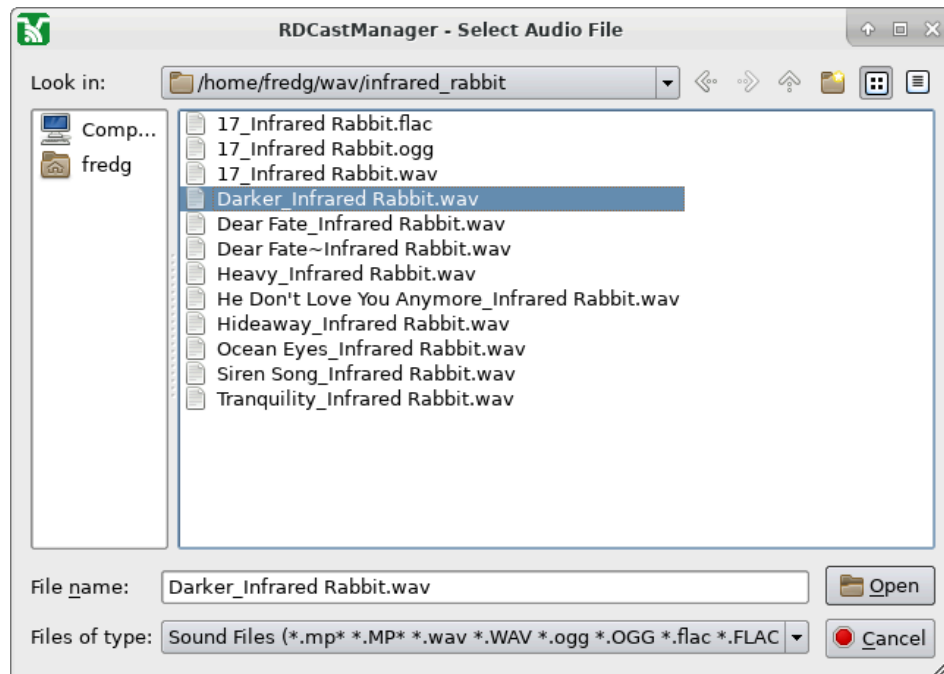 RDCastManager - Select Audio File
Look in: /home/fredg/wav/infrared_rabbit
Comp...
fredg
17_Infrared Rabbit.flac
17_Infrared Rabbit.ogg
17_Infrared Rabbit.wav
Darker_Infrared Rabbit.wav
Dear Fate_Infrared Rabbit.wav
Dear Fate~Infrared Rabbit.wav
Heavy_Infrared Rabbit.wav
He Don't Love You Anymore_Infrared Rabbit.wav
Hideaway_Infrared Rabbit.wav
Ocean Eyes_Infrared Rabbit.wav
Siren Song_Infrared Rabbit.wav
Tranquility_Infrared Rabbit.wav
File name: Darker_Infrared Rabbit.wav Open
Files of type: Sound Files (*.mp* *.MP* *.wav *.WAV *.ogg *.OGG *.flac *.FLAC Cancel